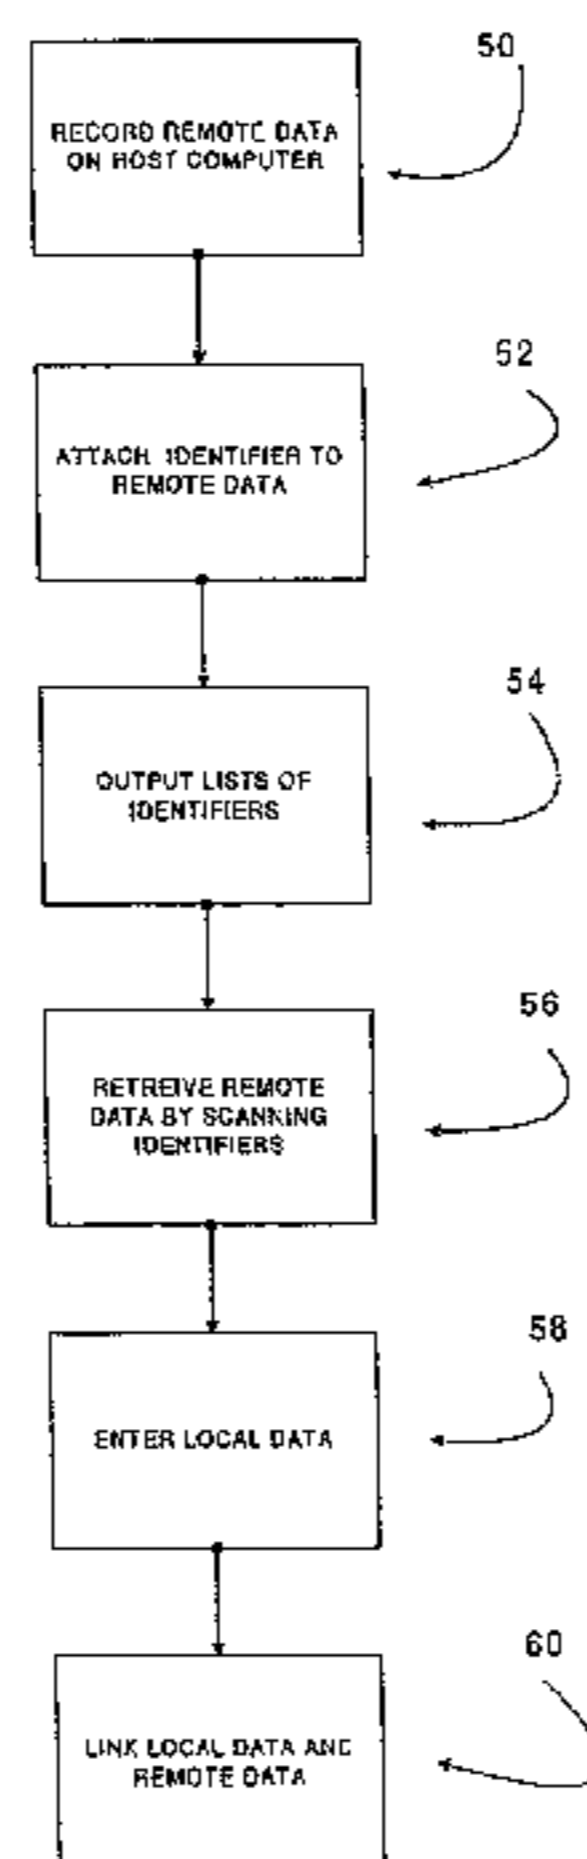 50
RECORD REMOTE DATA
ON HOST COMPUTER
52
ATTACH IDENTIFIER TO
REMOTE DATA
54
OUTPUT LISTS OF
IDENTIFIERS
56
RETREIVE REMOTE
DATA BY SCANNING
IDENTIFIERS
58
ENTER LOCAL DATA
60
LINK LOCAL DATA AND
REMOTE DATA